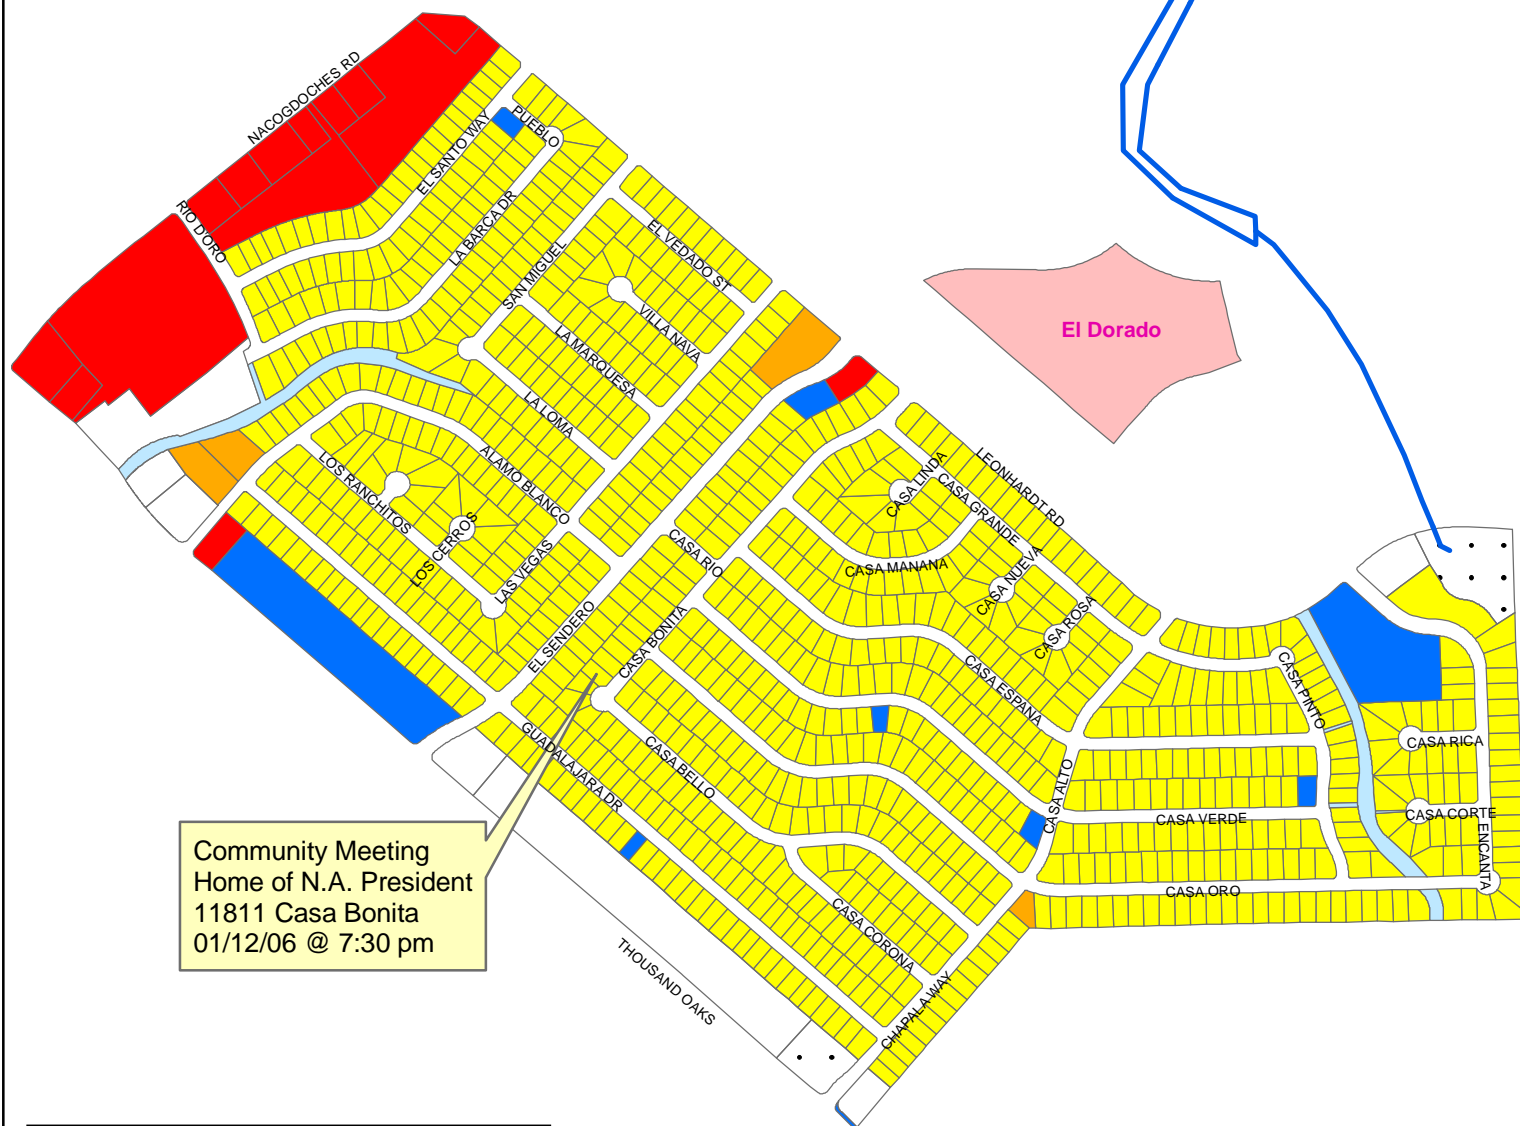 NACOGDOCHES RD
RIO D'ORO
EL SANTO WAY
PUEBLO
LA BARCA DR
SAN MIGUEL
EL VEDADO ST
VILLA NAVA
LA MARQUESA
LA LOMA
ALAMO BLANCO
LOS RANCHITOS
LOS CERROS
LAS VEGAS
EL SENDERO
CASA RIO
CASA BONITA
CASA LINDA
CASA GRANDE
LEONHARDT RD
CASA MANANA
CASA NUEVA
CASA ROSA
CASA ESPANA
El Dorado
CASA PINTO
CASA RICA
CASA CORTE
ENCANTA
CASA ALTO
CASA VERDE
CASA ORO
GUADALAJARA DR
CASA BELLO
CASA CORONA
CHAPALA WAY
THOUSAND OAKS
Community Meeting
Home of N.A. President
11811 Casa Bonita
01/12/06 @ 7:30 pm